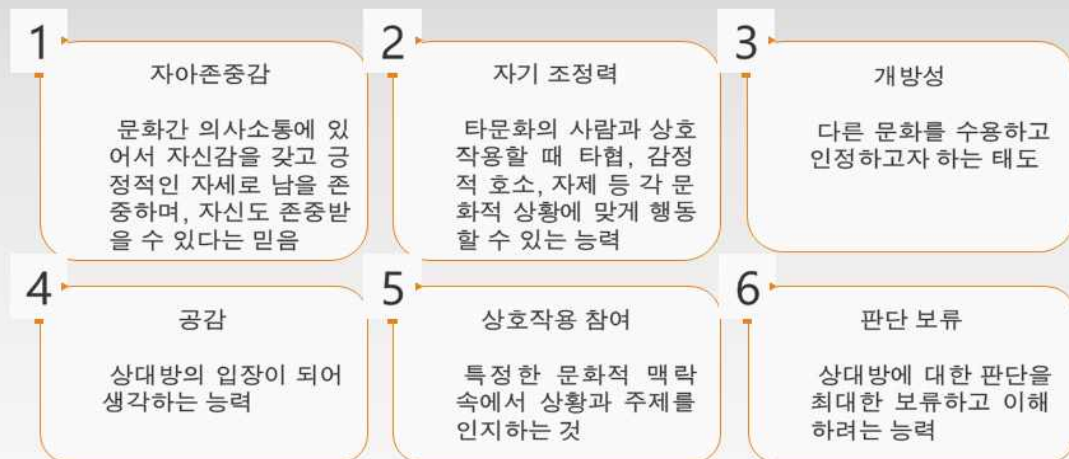 1
자아존중감
문화간 의사소통에 있
어서 자신감을 갖고 긍
정적인 자세로 남을 존
중하며, 자신도 존중받
을 수 있다는 믿음
2
자기 조정력
타문화의 사람과 상호
작용할 때 타협, 감정
적 호소, 자제 등 각 문
화적 상황에 맞게 행동
할 수 있는 능력
3
개방성
다른 문화를 수용하고
인정하고자 하는 태도
4
공감
상대방의 입장이 되어
생각하는 능력
5
상호작용 참여
특정한 문화적 맥락
속에서 상황과 주제를
인지하는 것
6
판단 보류
상대방에 대한 판단을
최대한 보류하고 이해
하려는 능력